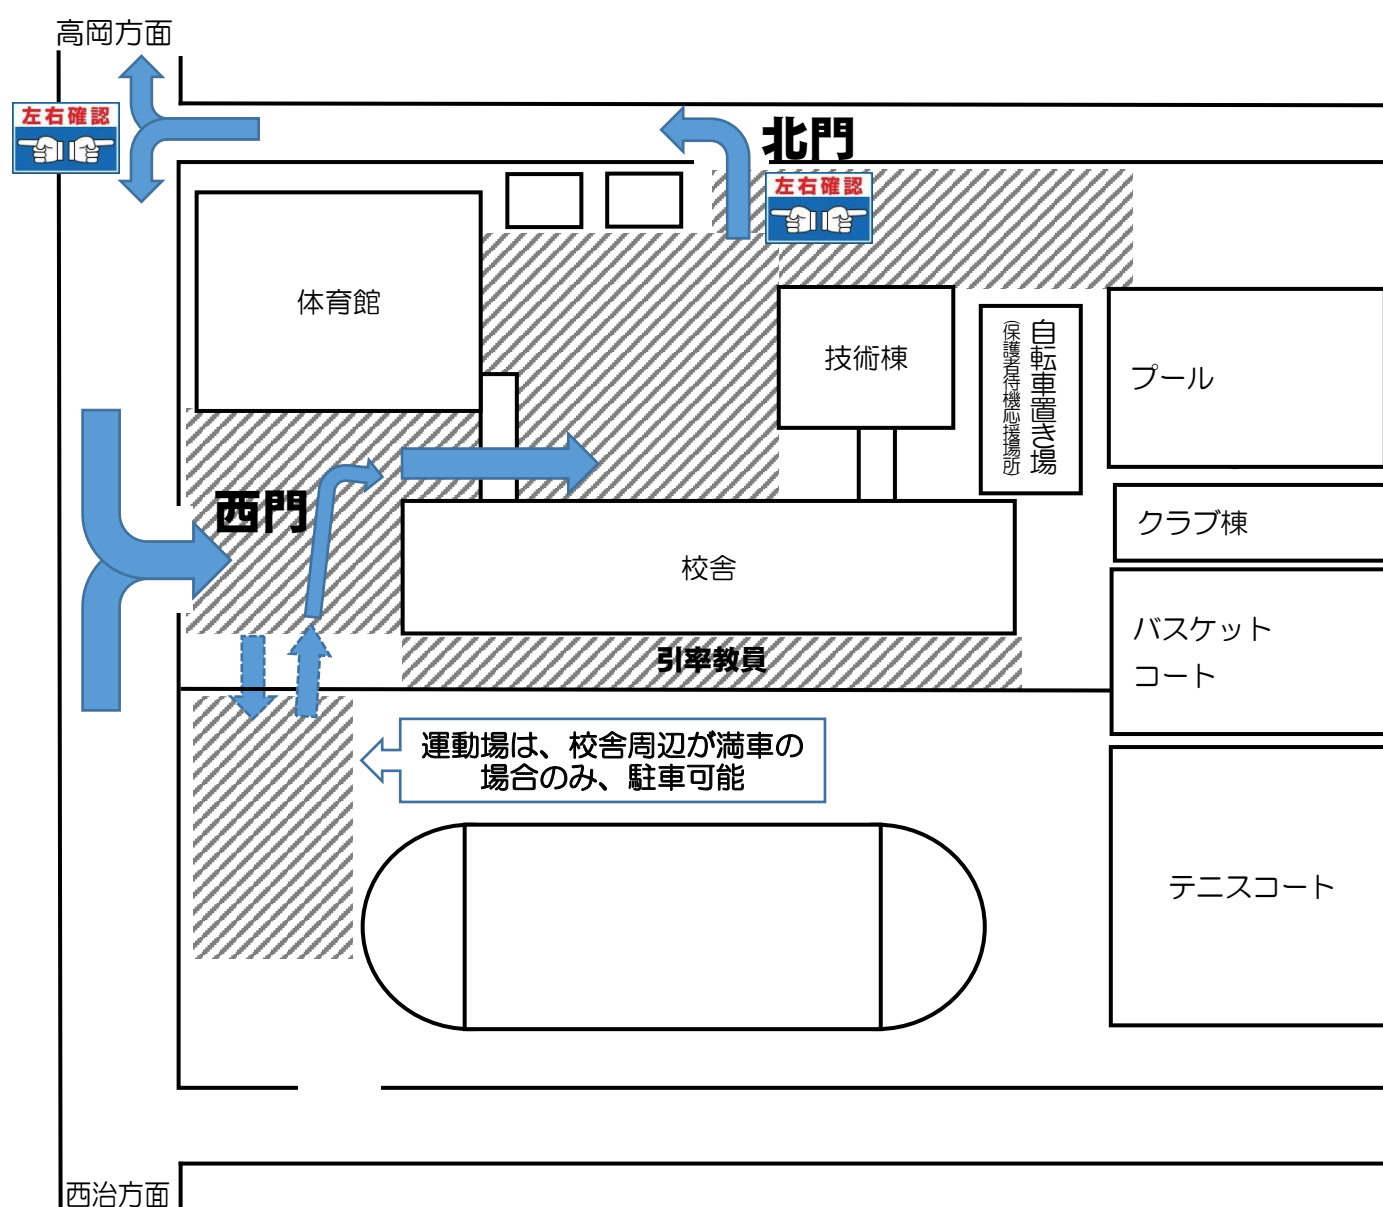 高岡方面
左右確認
北門
左右確認
体育館
技術棟
自転車置き場
(保護者待機応援場所)
プール
西門
クラブ棟
校舎
バスケット
コート
引率教員
運動場は、校舎周辺が満車の
場合のみ、駐車可能
テニスコート
西治方面